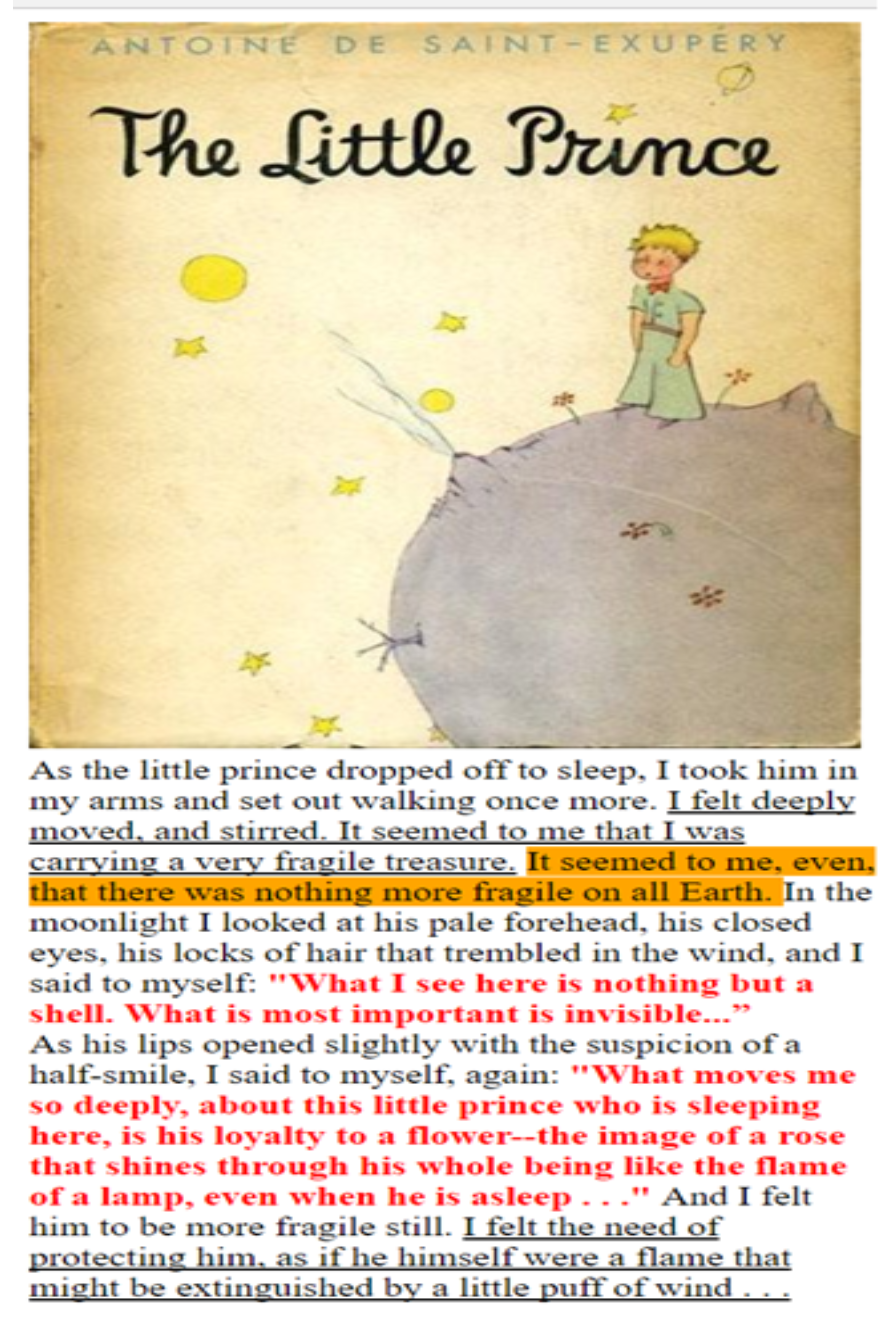 ANTOINE DE SAINT-EXUPÉRY
The Little Prince
As the little prince dropped off to sleep, I took him in
my arms and set out walking once more. I felt deeply
moved, and stirred. It seemed to me that I was
carrying a very fragile treasure. It seemed to me, even,
that there was nothing more fragile on all Earth. In the
moonlight I looked at his pale forehead, his closed
eyes, his locks of hair that trembled in the wind, and I
said to myself: "What I see here is nothing but a
shell. What is most important is invisible...”
As his lips opened slightly with the suspicion of a
half-smile, I said to myself, again: "What moves me
so deeply, about this little prince who is sleeping
here, is his loyalty to a flower--the image of a rose
that shines through his whole being like the flame
of a lamp, even when he is asleep . . ." And I felt
him to be more fragile still. I felt the need of
protecting him, as if he himself were a flame that
might be extinguished by a little puff of wind . . .